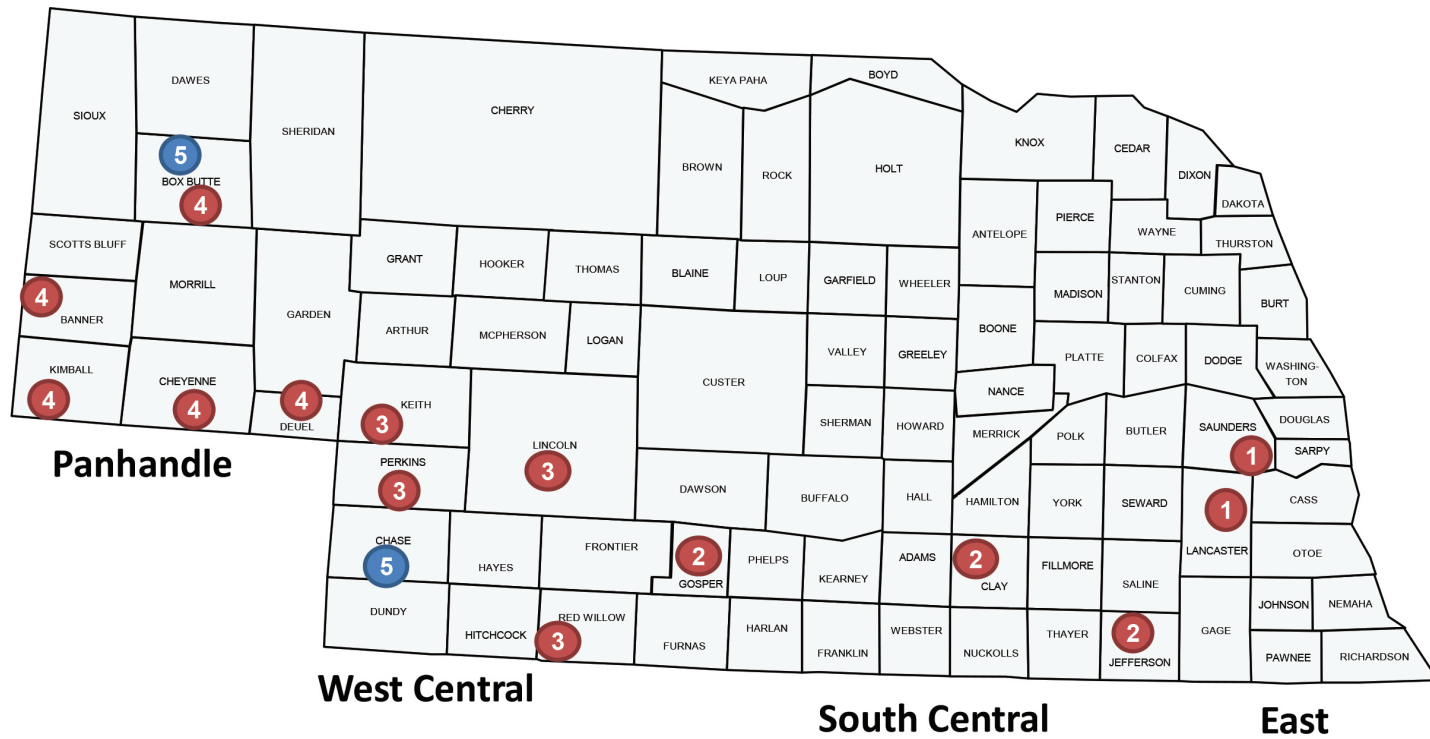 DAWES
KEYA PAHA
BOYD
SIOUX
SHERIDAN
CHERRY
KNOX
CEDAR
DIXON
5
BOX BUTTE
4
BROWN
ROCK
HOLT
DAKOTA
PIERCE
ANTELOPE
WAYNE
THURSTON
SCOTTS BLUFF
MORRILL
GRANT
HOOKER
THOMAS
BLAINE
LOUP
GARFIELD
WHEELER
MADISON
STANTON
CUMING
BURT
4
BANNER
GARDEN
ARTHUR
MCPHERSON
LOGAN
BOONE
VALLEY
GREELEY
PLATTE
COLFAX
DODGE
WASHING-
TON
KIMBALL
4
CHEYENNE
4
4
DEUEL
KEITH
3
CUSTER
NANCE
SHERMAN
HOWARD
MERRICK
POLK
BUTLER
SAUNDERS
1
DOUGLAS
SARPY
Panhandle
PERKINS
3
LINCOLN
3
DAWSON
BUFFALO
HALL
HAMILTON
YORK
SEWARD
1
LANCASTER
CASS
CHASE
5
HAYES
FRONTIER
2
GOSPER
PHELPS
KEARNEY
ADAMS
2
CLAY
FILLMORE
SALINE
OTOE
DUNDY
HITCHCOCK
RED WILLOW
3
FURNAS
HARLAN
FRANKLIN
WEBSTER
NUCKOLLS
THAYER
2
JEFFERSON
GAGE
JOHNSON
NEMAHA
PAWNEE
RICHARDSON
West Central
South Central
East